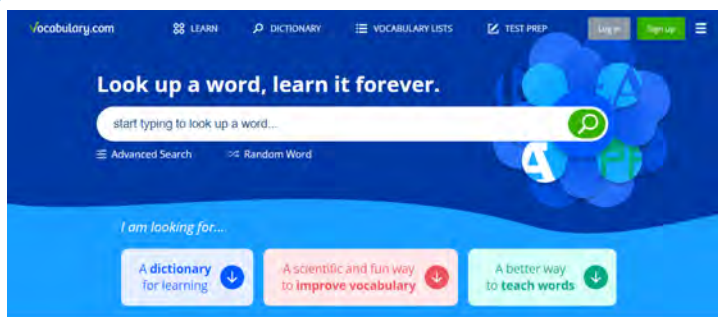 Vocabulary.com LEARN DICTIONARY VOCABULARY LISTS TEST PREP Log in Sign up
Look up a word, learn it forever.
start typing to look up a word...
Advanced Search Random Word
A A
A PF
I am looking for...
A dictionary
for learning
A scientific and fun way
to improve vocabulary
A better way
to teach words